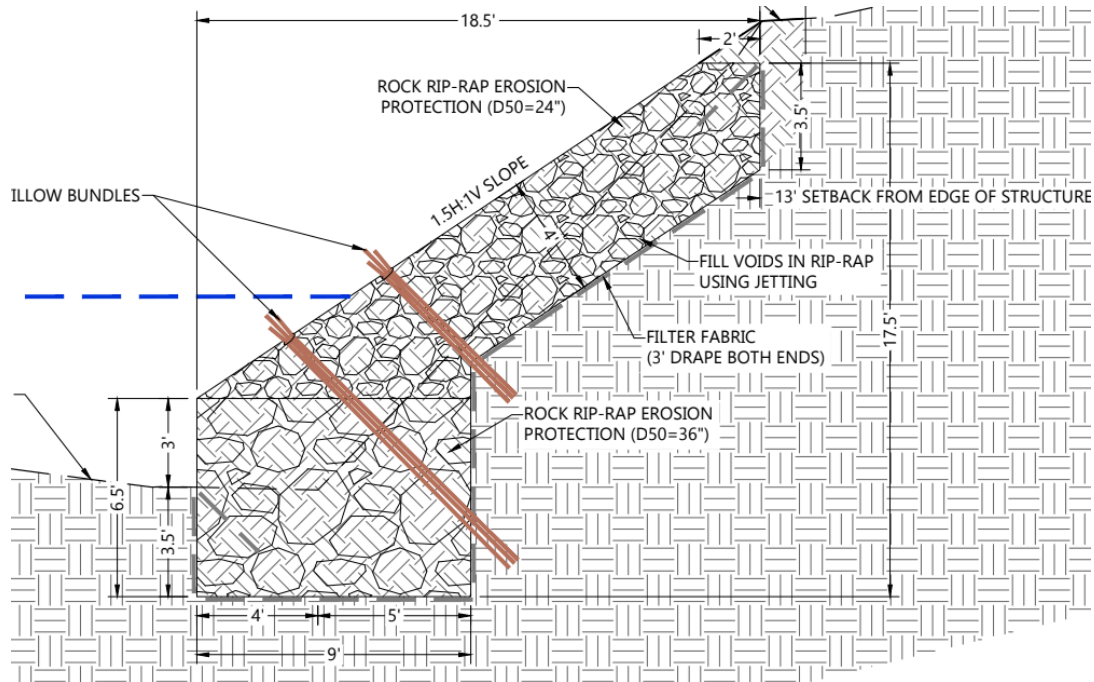 18.5'
2'
ROCK RIP-RAP EROSION
PROTECTION (D50=24")
3.5'
1.5H:1V SLOPE
ILLOW BUNDLES
13' SETBACK FROM EDGE OF STRUCTURE
4'
FILL VOIDS IN RIP-RAP
USING JETTING
17.5'
FILTER FABRIC
(3' DRAPE BOTH ENDS)
ROCK RIP-RAP EROSION
PROTECTION (D50=36")
3'
6.5'
3.5'
4'
5'
9'